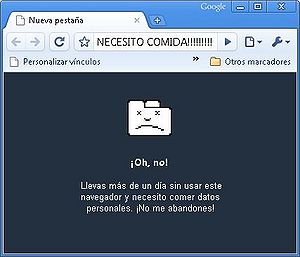 Google
Nueva pestaña
NECESITO COMIDA!!!!!!!!!
Personalizar vínculos
» Otros marcadores
¡Oh, no!
Llevas más de un día sin usar este
navegador y necesito comer datos
personales. ¡No me abandones!